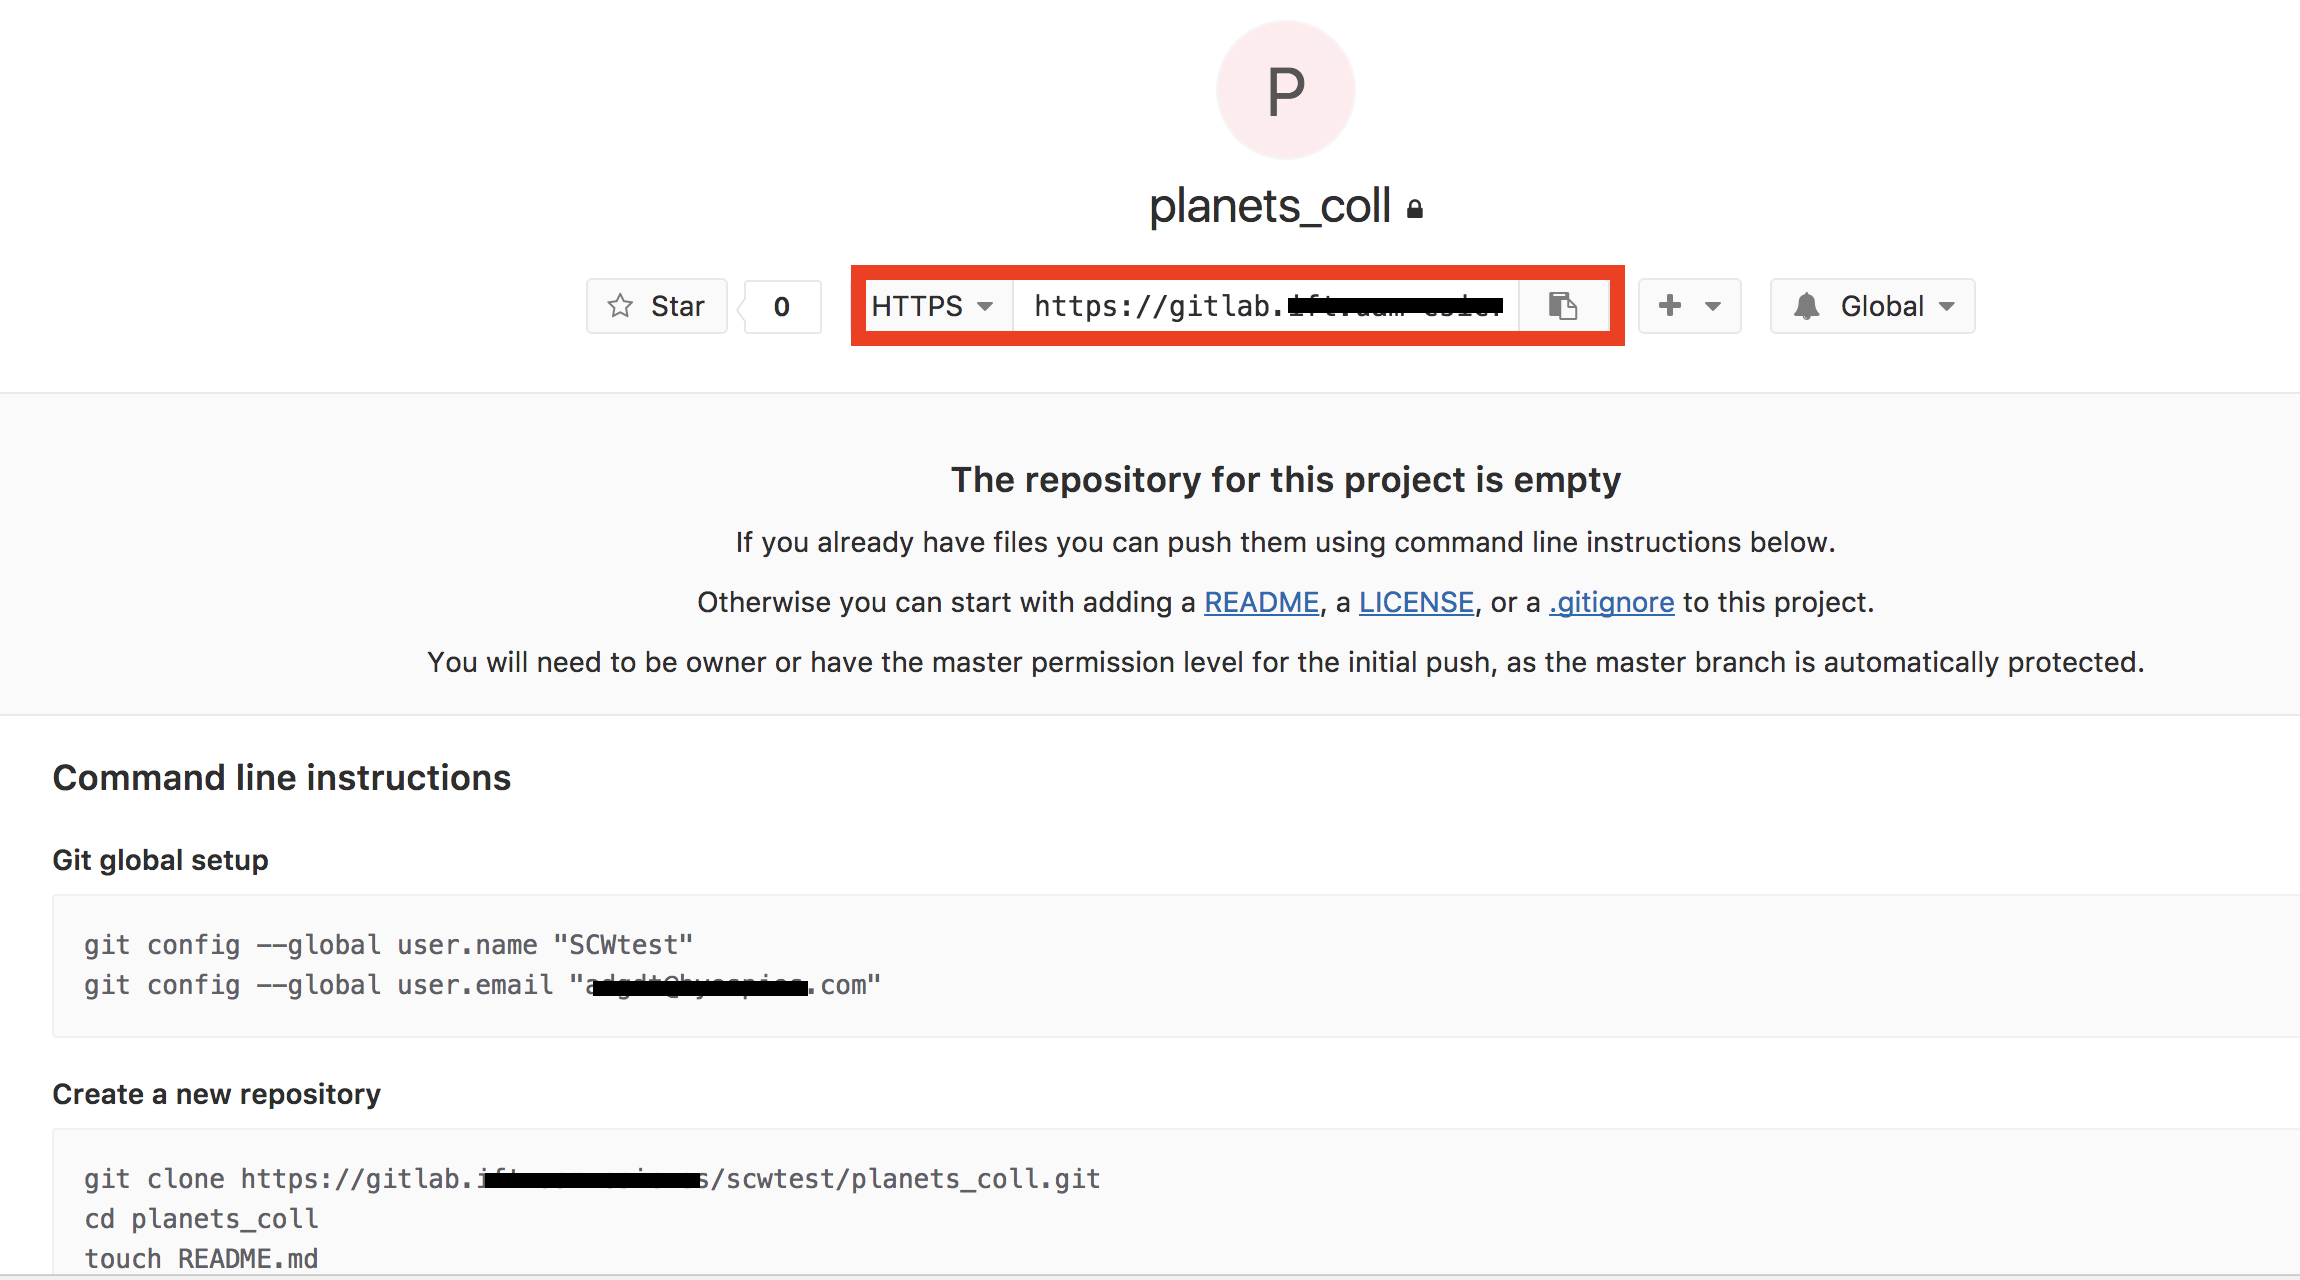 P
planets_coll
Star 0 HTTPS https://gitlab. Global
The repository for this project is empty
If you already have files you can push them using command line instructions below.
Otherwise you can start with adding a README, a LICENSE, or a .gitignore to this project.
You will need to be owner or have the master permission level for the initial push, as the master branch is automatically protected.
Command line instructions
Git global setup
git config --global user.name "SCWtest"
git config --global user.email " .com"
Create a new repository
git clone https://gitlab. /scwtest/planets_coll.git
cd planets_coll
touch README.md